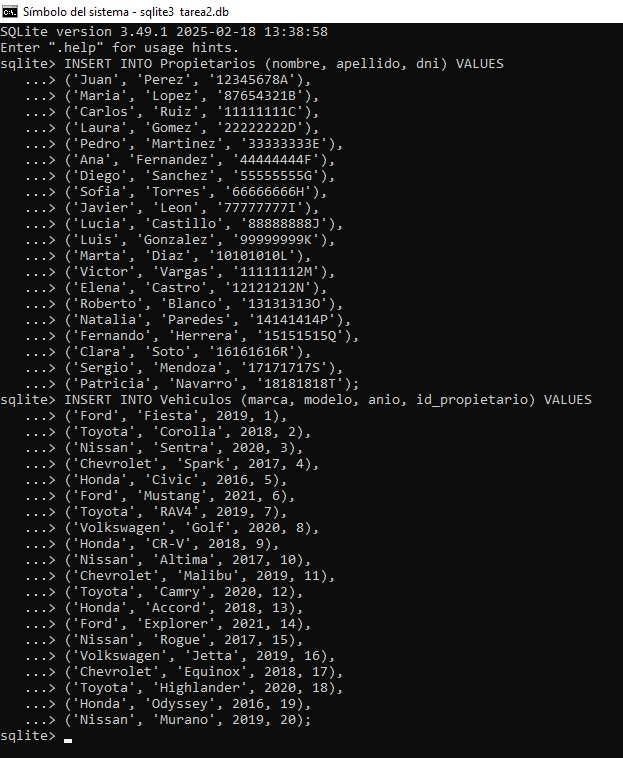 Símbolo del sistema - sqlite3 tarea2.db
SQLite version 3.49.1 2025-02-18 13:38:58
Enter ".help" for usage hints.
sqlite> INSERT INTO Propietarios (nombre, apellido, dni) VALUES
   ...> ('Juan', 'Perez', '12345678A'),
   ...> ('Maria', 'Lopez', '87654321B'),
   ...> ('Carlos', 'Ruiz', '11111111C'),
   ...> ('Laura', 'Gomez', '22222222D'),
   ...> ('Pedro', 'Martinez', '33333333E'),
   ...> ('Ana', 'Fernandez', '44444444F'),
   ...> ('Diego', 'Sanchez', '55555555G'),
   ...> ('Sofia', 'Torres', '66666666H'),
   ...> ('Javier', 'Leon', '77777777I'),
   ...> ('Lucia', 'Castillo', '88888888J'),
   ...> ('Luis', 'Gonzalez', '99999999K'),
   ...> ('Marta', 'Diaz', '10101010L'),
   ...> ('Victor', 'Vargas', '11111112M'),
   ...> ('Elena', 'Castro', '12121212N'),
   ...> ('Roberto', 'Blanco', '13131313O'),
   ...> ('Natalia', 'Paredes', '14141414P'),
   ...> ('Fernando', 'Herrera', '15151515Q'),
   ...> ('Clara', 'Soto', '16161616R'),
   ...> ('Sergio', 'Mendoza', '17171717S'),
   ...> ('Patricia', 'Navarro', '18181818T');
sqlite> INSERT INTO Vehiculos (marca, modelo, anio, id_propietario) VALUES
   ...> ('Ford', 'Fiesta', 2019, 1),
   ...> ('Toyota', 'Corolla', 2018, 2),
   ...> ('Nissan', 'Sentra', 2020, 3),
   ...> ('Chevrolet', 'Spark', 2017, 4),
   ...> ('Honda', 'Civic', 2016, 5),
   ...> ('Ford', 'Mustang', 2021, 6),
   ...> ('Toyota', 'RAV4', 2019, 7),
   ...> ('Volkswagen', 'Golf', 2020, 8),
   ...> ('Honda', 'CR-V', 2018, 9),
   ...> ('Nissan', 'Altima', 2017, 10),
   ...> ('Chevrolet', 'Malibu', 2019, 11),
   ...> ('Toyota', 'Camry', 2020, 12),
   ...> ('Honda', 'Accord', 2018, 13),
   ...> ('Ford', 'Explorer', 2021, 14),
   ...> ('Nissan', 'Rogue', 2017, 15),
   ...> ('Volkswagen', 'Jetta', 2019, 16),
   ...> ('Chevrolet', 'Equinox', 2018, 17),
   ...> ('Toyota', 'Highlander', 2020, 18),
   ...> ('Honda', 'Odyssey', 2016, 19),
   ...> ('Nissan', 'Murano', 2019, 20);
sqlite>